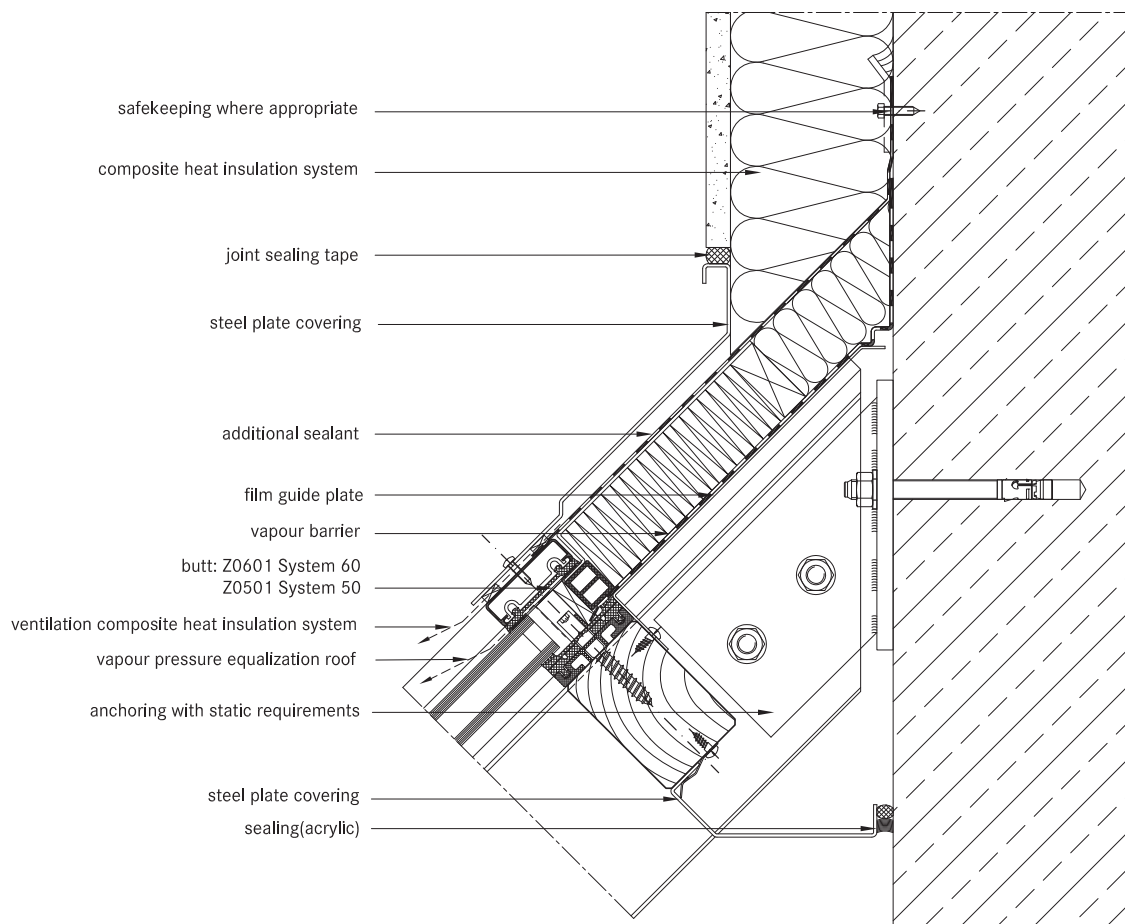 safekeeping where appropriate
composite heat insulation system
joint sealing tape
steel plate covering
additional sealant
film guide plate
vapour barrier
butt: Z0601 System 60
Z0501 System 50
ventilation composite heat insulation system
vapour pressure equalization roof
anchoring with static requirements
steel plate covering
sealing(acrylic)